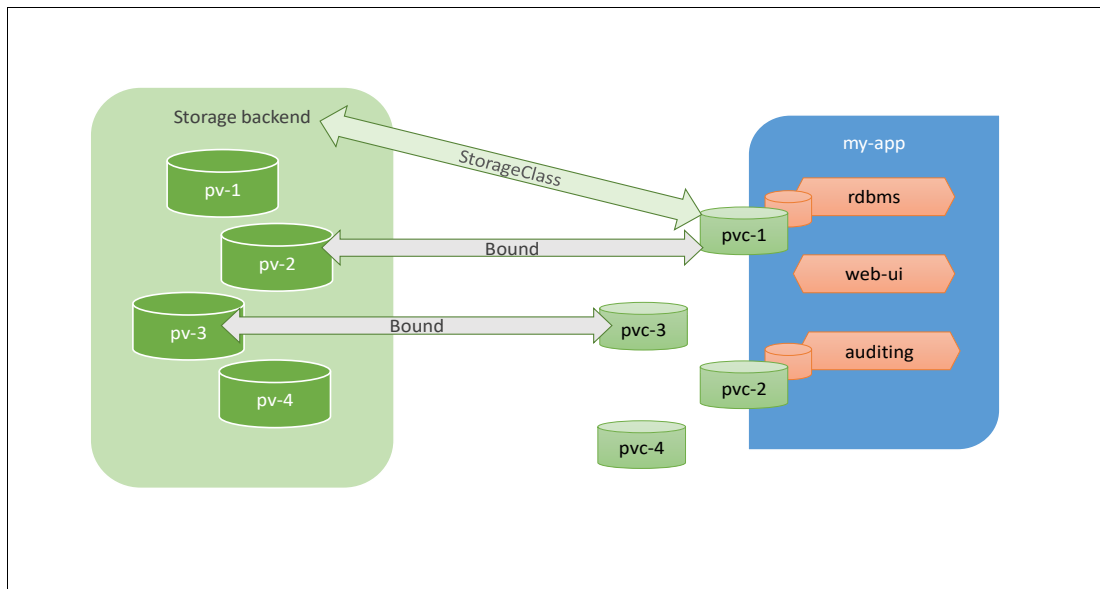 Storage backend
StorageClass
my-app
pv-1
rdbms
pvc-1
pv-2
Bound
web-ui
pv-3
Bound
pvc-3
auditing
pv-4
pvc-2
pvc-4